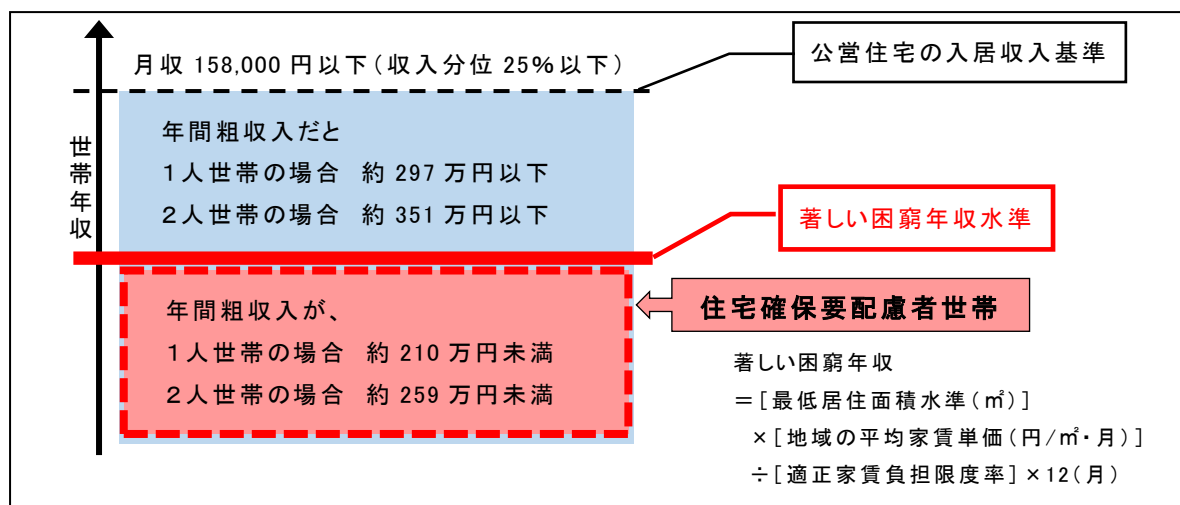 公営住宅の入居収入基準
月収 158,000 円以下（収入分位 25％以下）
世帯年収
年間粗収入だと
１人世帯の場合　約 297 万円以下
２人世帯の場合　約 351 万円以下
著しい困窮年収水準
年間粗収入が、
１人世帯の場合　約 210 万円未満
２人世帯の場合　約 259 万円未満
住宅確保要配慮者世帯
著しい困窮年収
＝[最低居住面積水準（㎡）]
×[地域の平均家賃単価（円/㎡・月）]
÷[適正家賃負担限度率]×12（月）